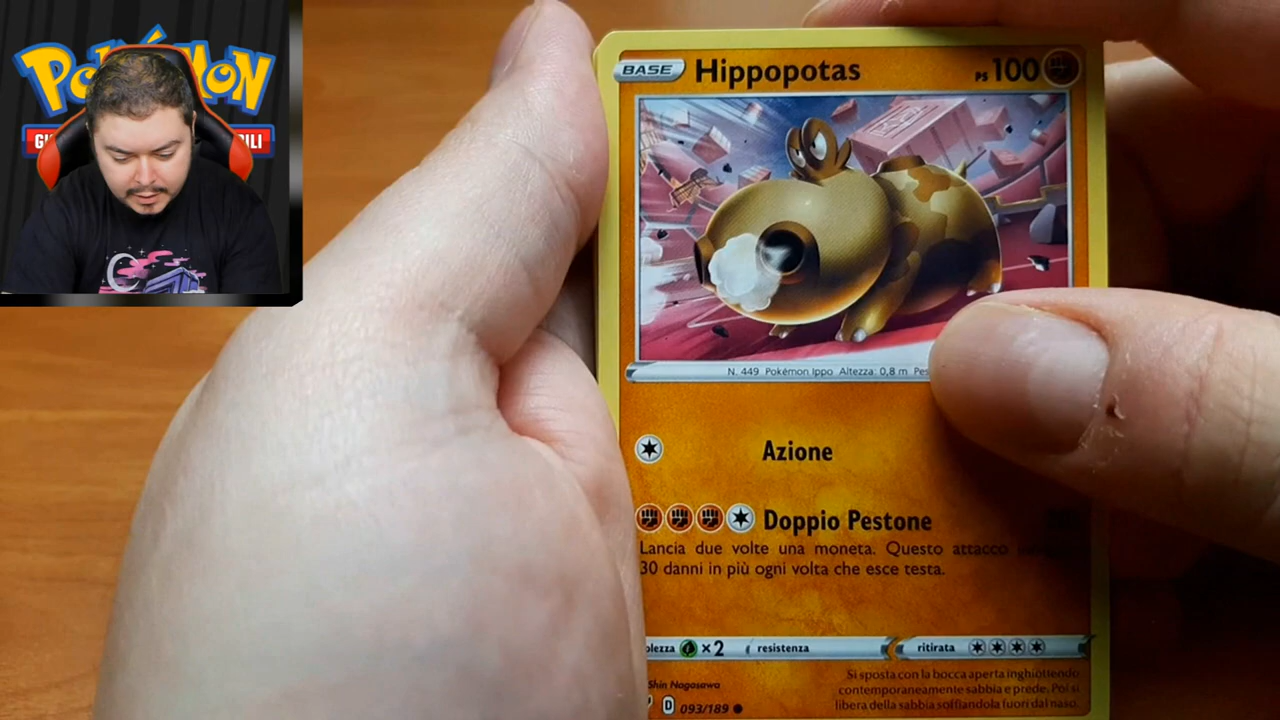 POKÉMON
BASE Hippopotas PS 100
N. 449 Pokémon Ippo Altezza: 0,8 m
Azione
Doppio Pestone
Lancia due volte una moneta. Questo attacco
30 danni in più ogni volta che esce testa.
×2 resistenza ritirata
Si sposta con la bocca aperta inghiottendo
contemporaneamente sabbia e prede. Poi si
libera della sabbia soffiandola fuori dal naso.
Shin Nagasawa
D 093/189